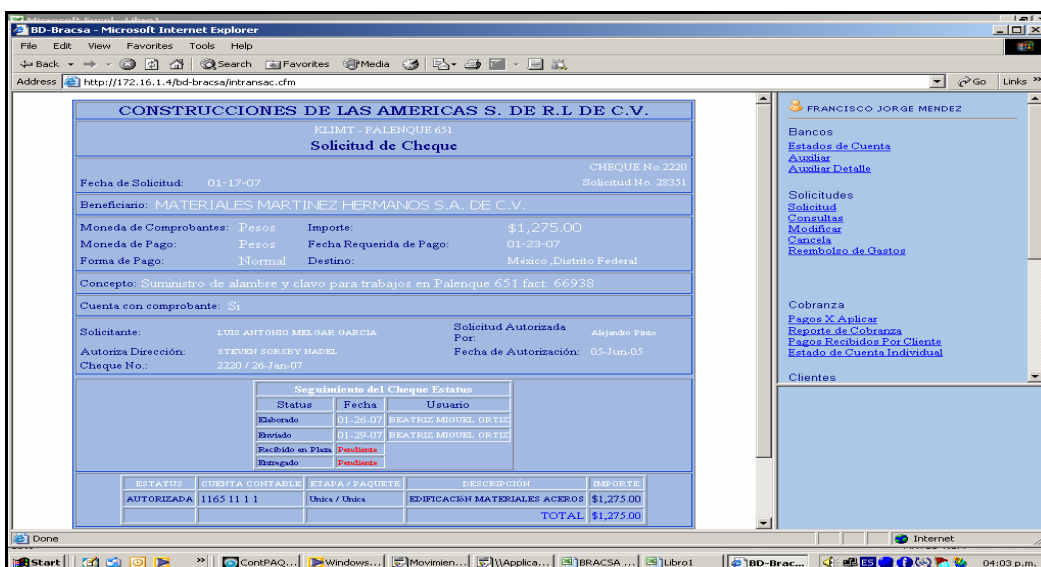 Microsoft Excel - Libro1
BD-Bracsa - Microsoft Internet Explorer
File Edit View Favorites Tools Help
Back Search Favorites Media
Address http://172.16.1.4/bd-bracsa/intransac.cfm Go Links »
CONSTRUCCIONES DE LAS AMERICAS S. DE R.L DE C.V.
KLIMT - PALENQUE 651
Solicitud de Cheque
CHEQUE No.2220
Fecha de Solicitud: 01-17-07 Solicitud No. 28351
Beneficiario: MATERIALES MARTINEZ HERMANOS S.A. DE C.V.
Moneda de Comprobantes: Pesos Importe: $1,275.00
Moneda de Pago: Pesos Fecha Requerida de Pago: 01-23-07
Forma de Pago: Normal Destino: México ,Distrito Federal
Concepto: Suministro de alambre y clavo para trabajos en Palenque 651 fact. 66938
Cuenta con comprobante: Si
Solicitante: LUIS ANTONIO MELGAR GARCIA Solicitud Autorizada Por: Alejandro Pinto
Autoriza Dirección: STEVEN SORSBY NADEL Fecha de Autorización: 05-Jun-05
Cheque No.: 2220 / 26-Jan-07
Seguimiento del Cheque Estatus
Status Fecha Usuario
Elaborado 01-26-07 BEATRIZ MIGUEL ORTIZ
Enviado 01-29-07 BEATRIZ MIGUEL ORTIZ
Recibido en Plaza Pendiente
Entregado Pendiente
ESTATUS CUENTA CONTABLE ETAPA / PAQUETE DESCRIPCIÓN IMPORTE
AUTORIZADA 1165 11 1 1 Unica / Unica EDIFICACIóN MATERIALES ACEROS $1,275.00
TOTAL $1,275.00
FRANCISCO JORGE MENDEZ
Bancos
Estados de Cuenta
Auxiliar
Auxiliar Detalle
Solicitudes
Solicitud
Consultas
Modificar
Cancela
Reembolso de Gastos
Cobranza
Pagos X Aplicar
Reporte de Cobranza
Pagos Recibidos Por Cliente
Estado de Cuenta Individual
Clientes
Done Internet
Start » ContPAQ... Windows... Movimien... \\Applica... BRACSA ... Libro1 BD-Brac... ES 04:03 p.m.